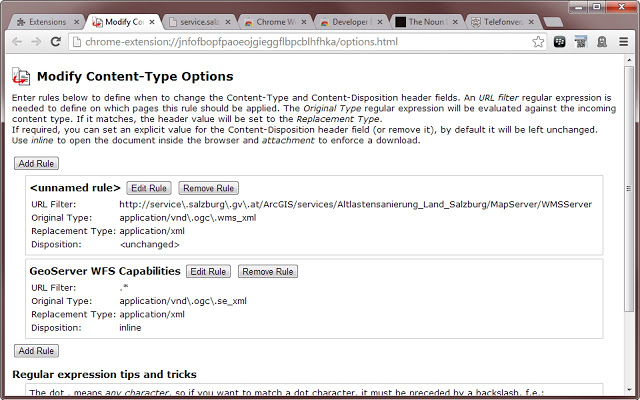 Extensions
Modify Co
service.salz
Chrome W
Developer
The Noun
Telefonver
chrome-extension://jnfofbopfpaoeojgieggflbpcblhfhka/options.html
Modify Content-Type Options
Enter rules below to define when to change the Content-Type and Content-Disposition header fields. An URL filter regular expression is
needed to define on which pages this rule should be applied. The Original Type regular expression will be evaluated against the incoming
content type. If it matches, the header value will be set to the Replacement Type.
If required, you can set an explicit value for the Content-Disposition header field (or remove it), by default it will be left unchanged.
Use inline to open the document inside the browser and attachment to enforce a download.
Add Rule
<unnamed rule> Edit Rule Remove Rule
URL Filter: http://service\.salzburg\.gv\.at/ArcGIS/services/Altlastensanierung_Land_Salzburg/MapServer/WMSServer
Original Type: application/vnd\.ogc\.wms_xml
Replacement Type: application/xml
Disposition: <unchanged>
GeoServer WFS Capabilities Edit Rule Remove Rule
URL Filter: .*
Original Type: application/vnd\.ogc\.se_xml
Replacement Type: application/xml
Disposition: inline
Add Rule
Regular expression tips and tricks
The dot . means any character, so if you want to match a dot character, it must be preceded by a backslash, f.e.: